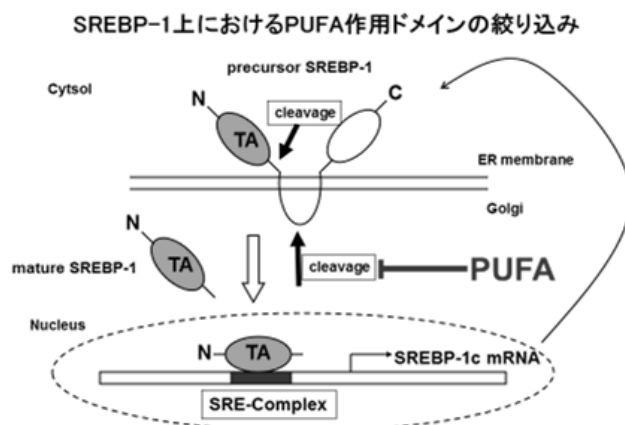 SREBP-1上におけるPUFA作用ドメインの絞り込み
precursor SREBP-1
Cytsol
N
C
cleavage
TA
ER membrane
Golgi
N
mature SREBP-1
TA
cleavage
PUFA
Nucleus
N
TA
SREBP-1c mRNA
SRE-Complex